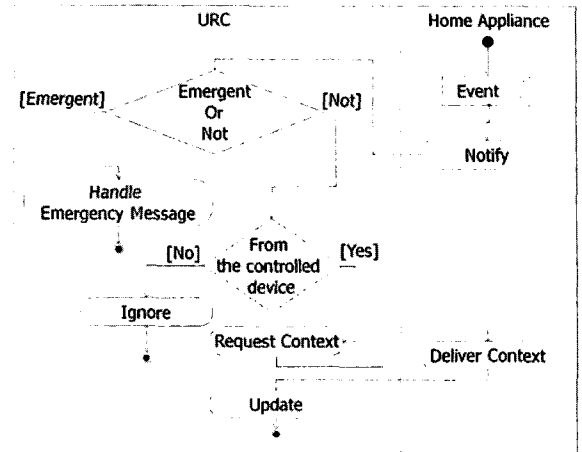 URC
Home Appliance
[Emergent]
Emergent
Or
Not
[Not]
Event
Notify
Handle
Emergency Message
[No]
From
the controlled
device
[Yes]
Ignore
Request Context
Deliver Context
Update